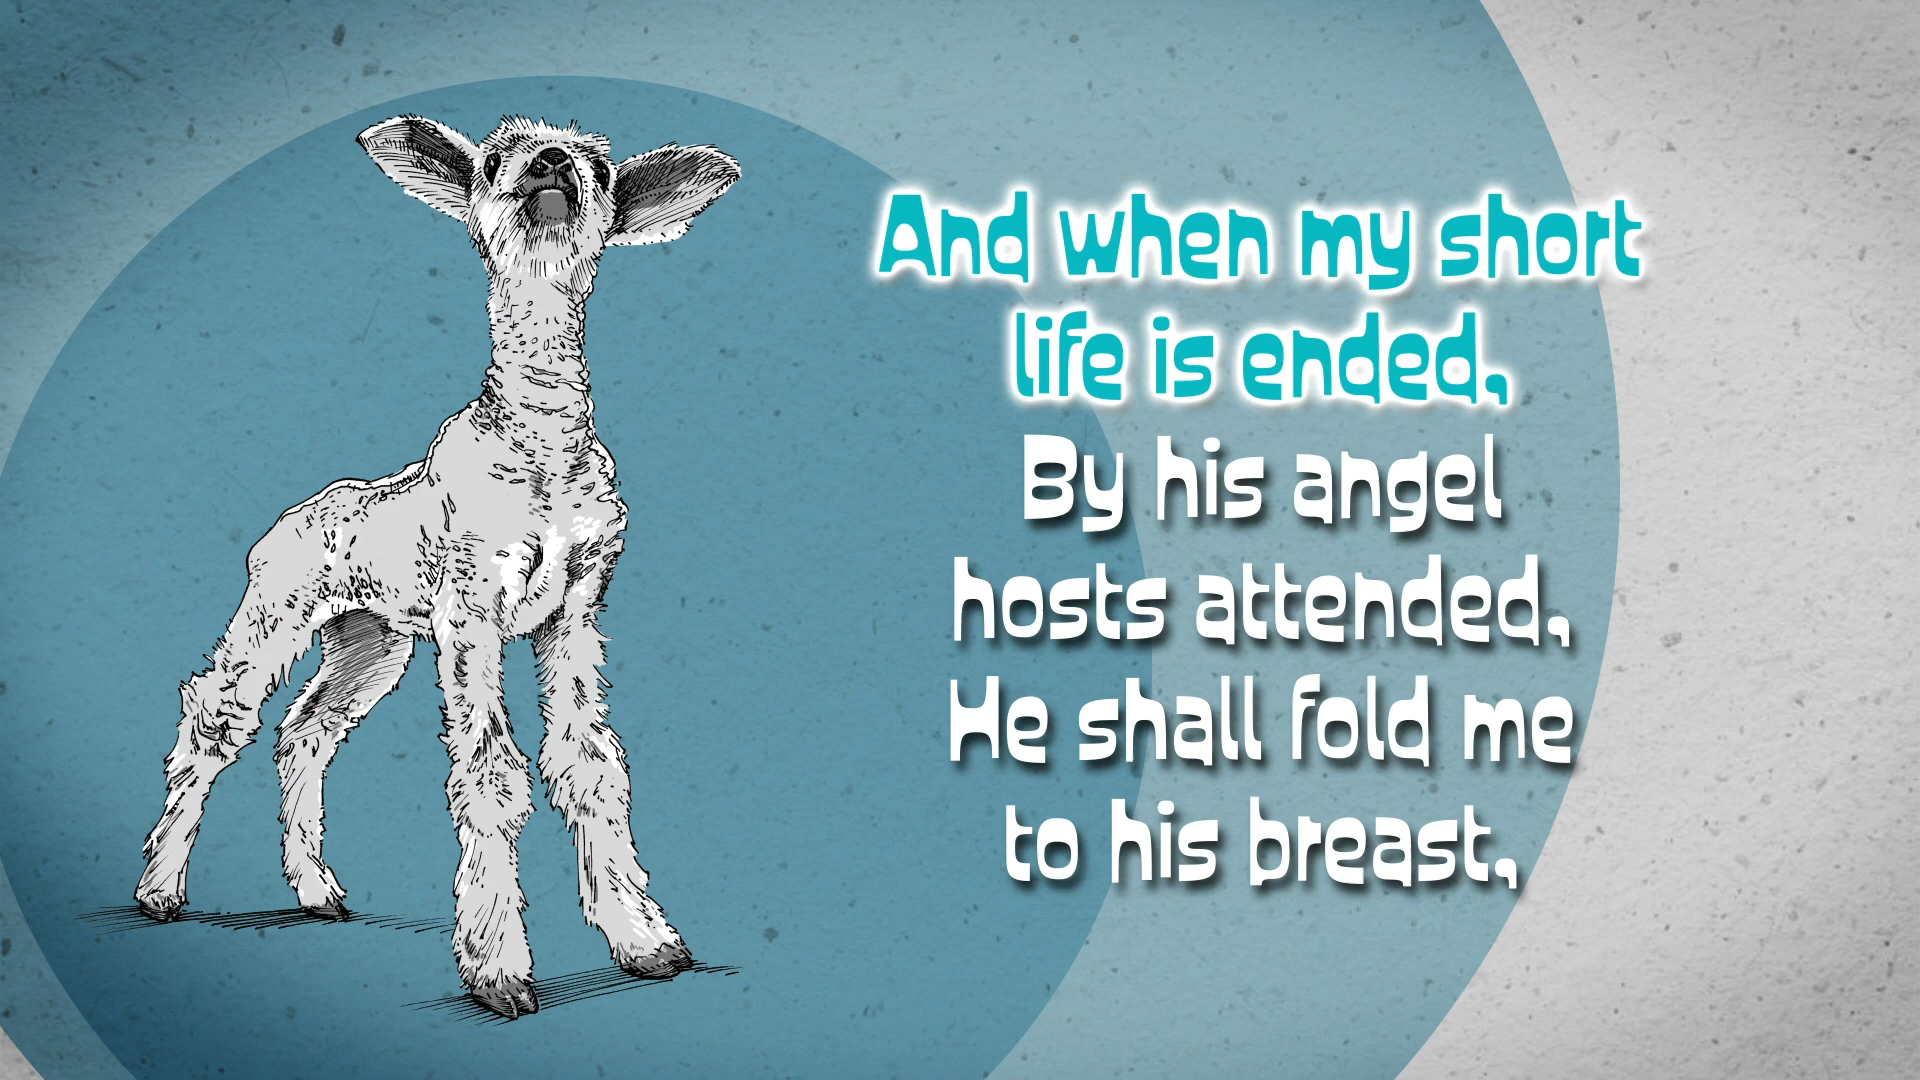 And when my short
life is ended,
By his angel
hosts attended,
He shall fold me
to his breast,